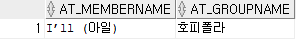 AT_MEMBERNAME AT_GROUPNAME
1 I'll (아일) 호피폴라